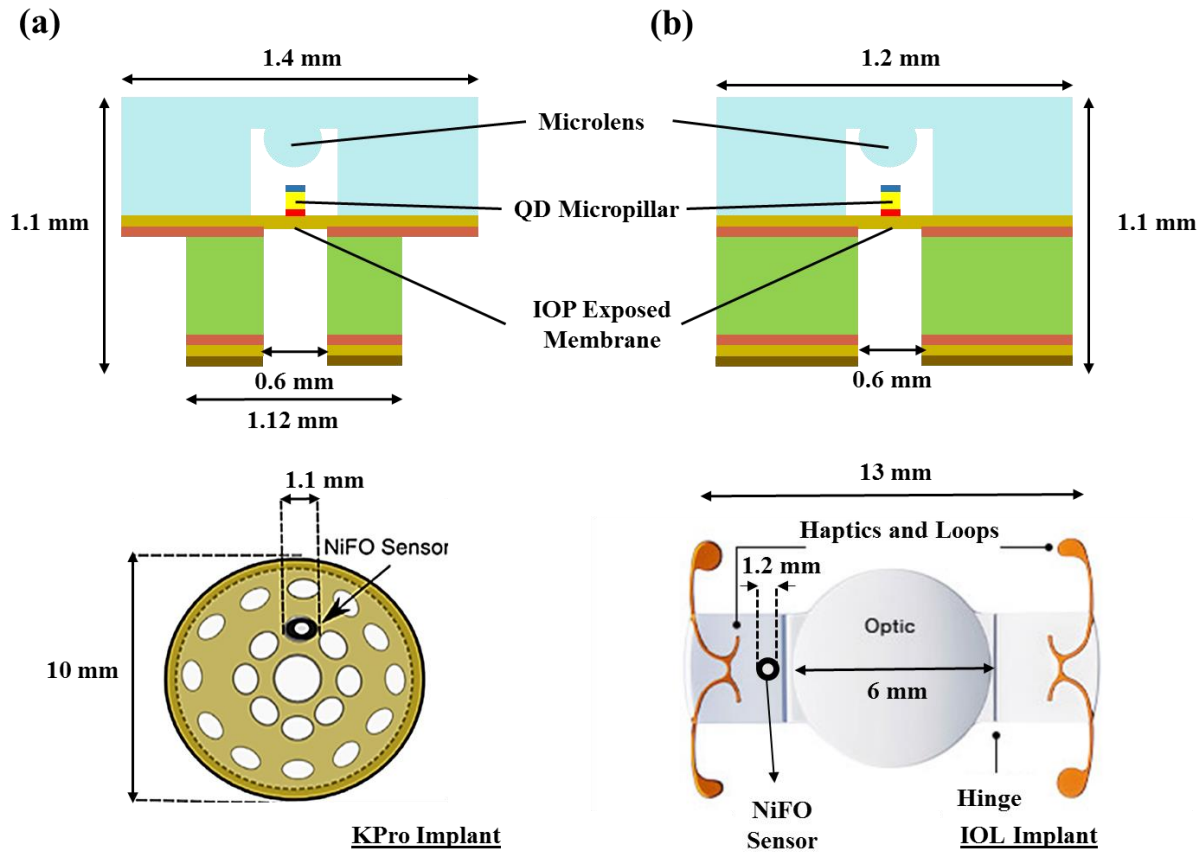 (a)
(b)
1.4 mm
1.2 mm
Microlens
QD Micropillar
1.1 mm
1.1 mm
IOP Exposed
Membrane
0.6 mm
0.6 mm
1.12 mm
1.1 mm
NiFO Sensor
10 mm
KPro Implant
13 mm
Haptics and Loops
1.2 mm
Optic
6 mm
Hinge
NiFO
Sensor
IOL Implant